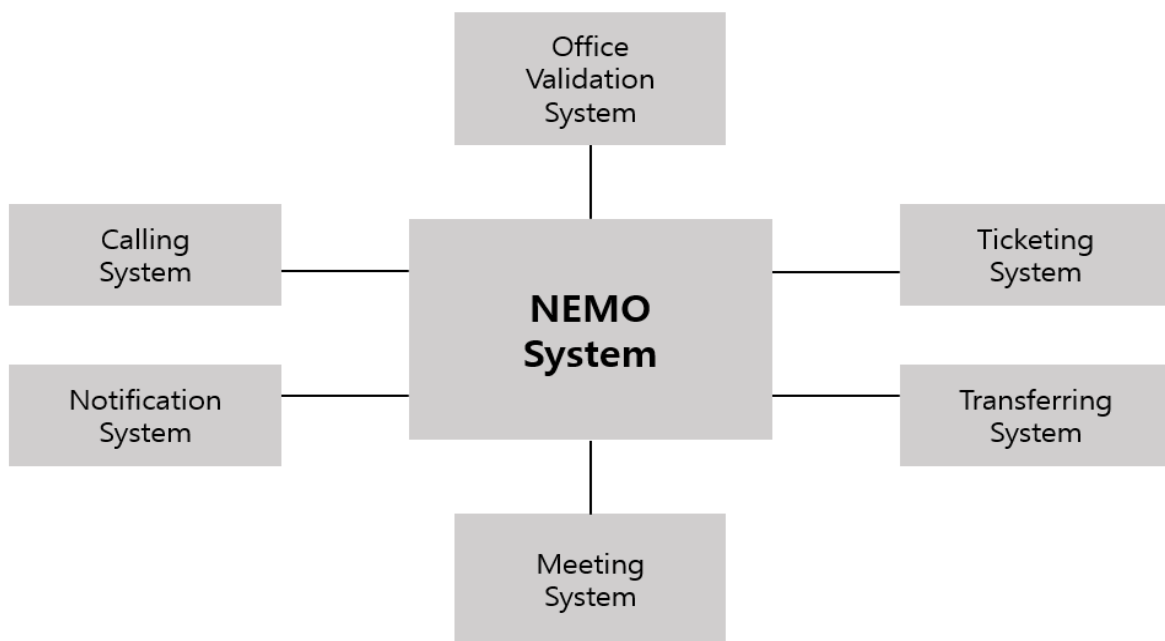 Office
Validation
System
Calling
System
Ticketing
System
NEMO
System
Notification
System
Transferring
System
Meeting
System